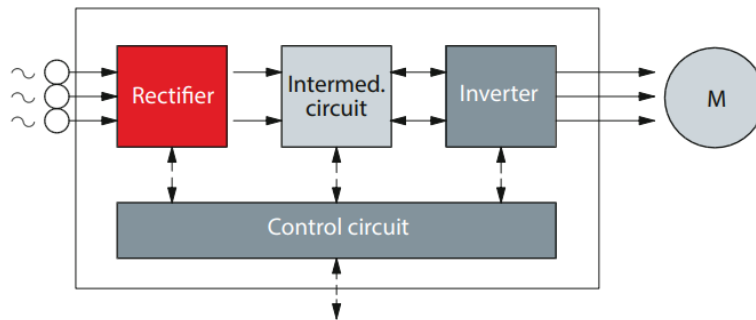 Rectifier
Intermed.
circuit
Inverter
M
Control circuit